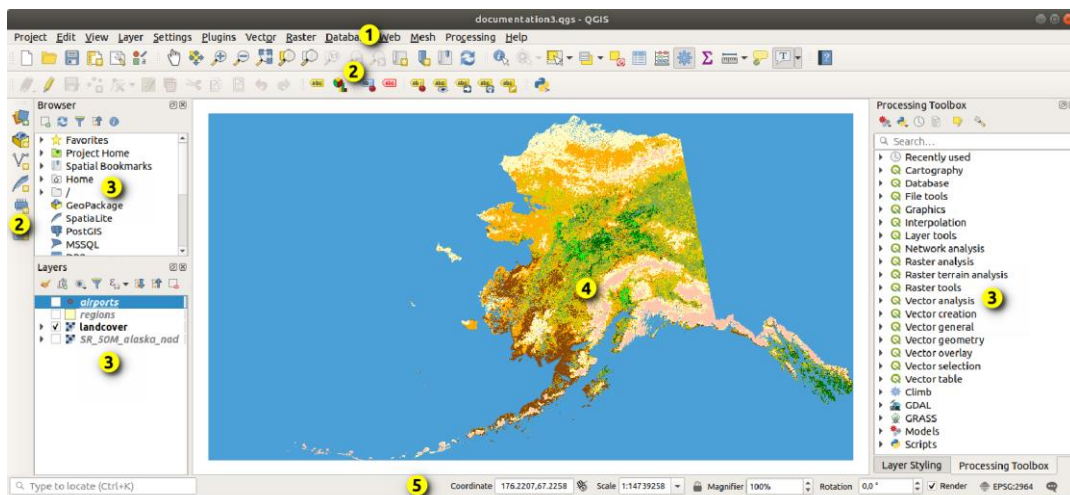 documentation3.qgs - QGIS
Project Edit View Layer Settings Plugins Vector Raster Database Web Mesh Processing Help
1
2
Browser
Favorites
Project Home
Spatial Bookmarks
Home
/
3
GeoPackage
SpatiaLite
PostGIS
MSSQL
2
Layers
airports
regions
landcover
SR_50M_alaska_nad
3
4
Processing Toolbox
Search...
Recently used
Cartography
Database
File tools
Graphics
Interpolation
Layer tools
Network analysis
Raster analysis
Raster terrain analysis
Raster tools
Vector analysis
3
Vector creation
Vector general
Vector geometry
Vector overlay
Vector selection
Vector table
Climb
GDAL
GRASS
Models
Scripts
Layer Styling Processing Toolbox
Type to locate (Ctrl+K) 5 Coordinate 176.2207,67.2258 Scale 1:14739258 Magnifier 100% Rotation 0,0 ° Render EPSG:2964